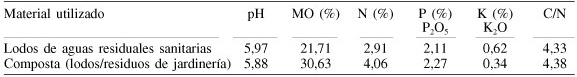 Material utilizado pH MO (%) N (%) P (%) K (%) C/N
P₂O₅ K₂O
Lodos de aguas residuales sanitarias 5,97 21,71 2,91 2,11 0,62 4,33
Composta (lodos/residuos de jardinería) 5,88 30,63 4,06 2,27 0,34 4,38